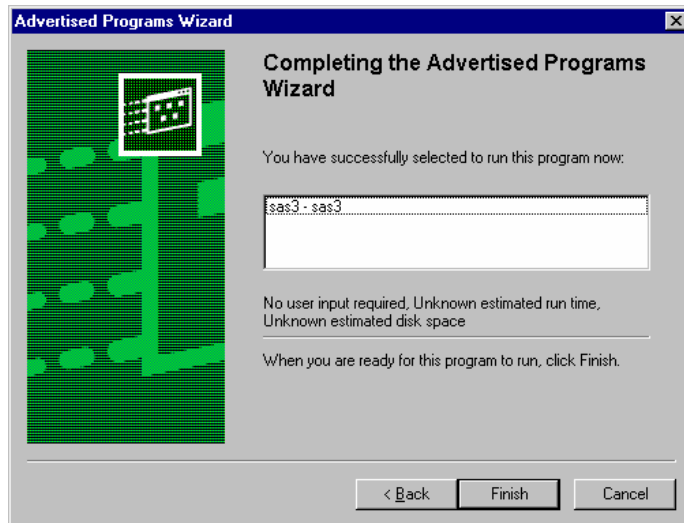 Advertised Programs Wizard
Completing the Advertised Programs
Wizard
You have successfully selected to run this program now:
sas3 - sas3
No user input required, Unknown estimated run time,
Unknown estimated disk space
When you are ready for this program to run, click Finish.
< Back Finish Cancel